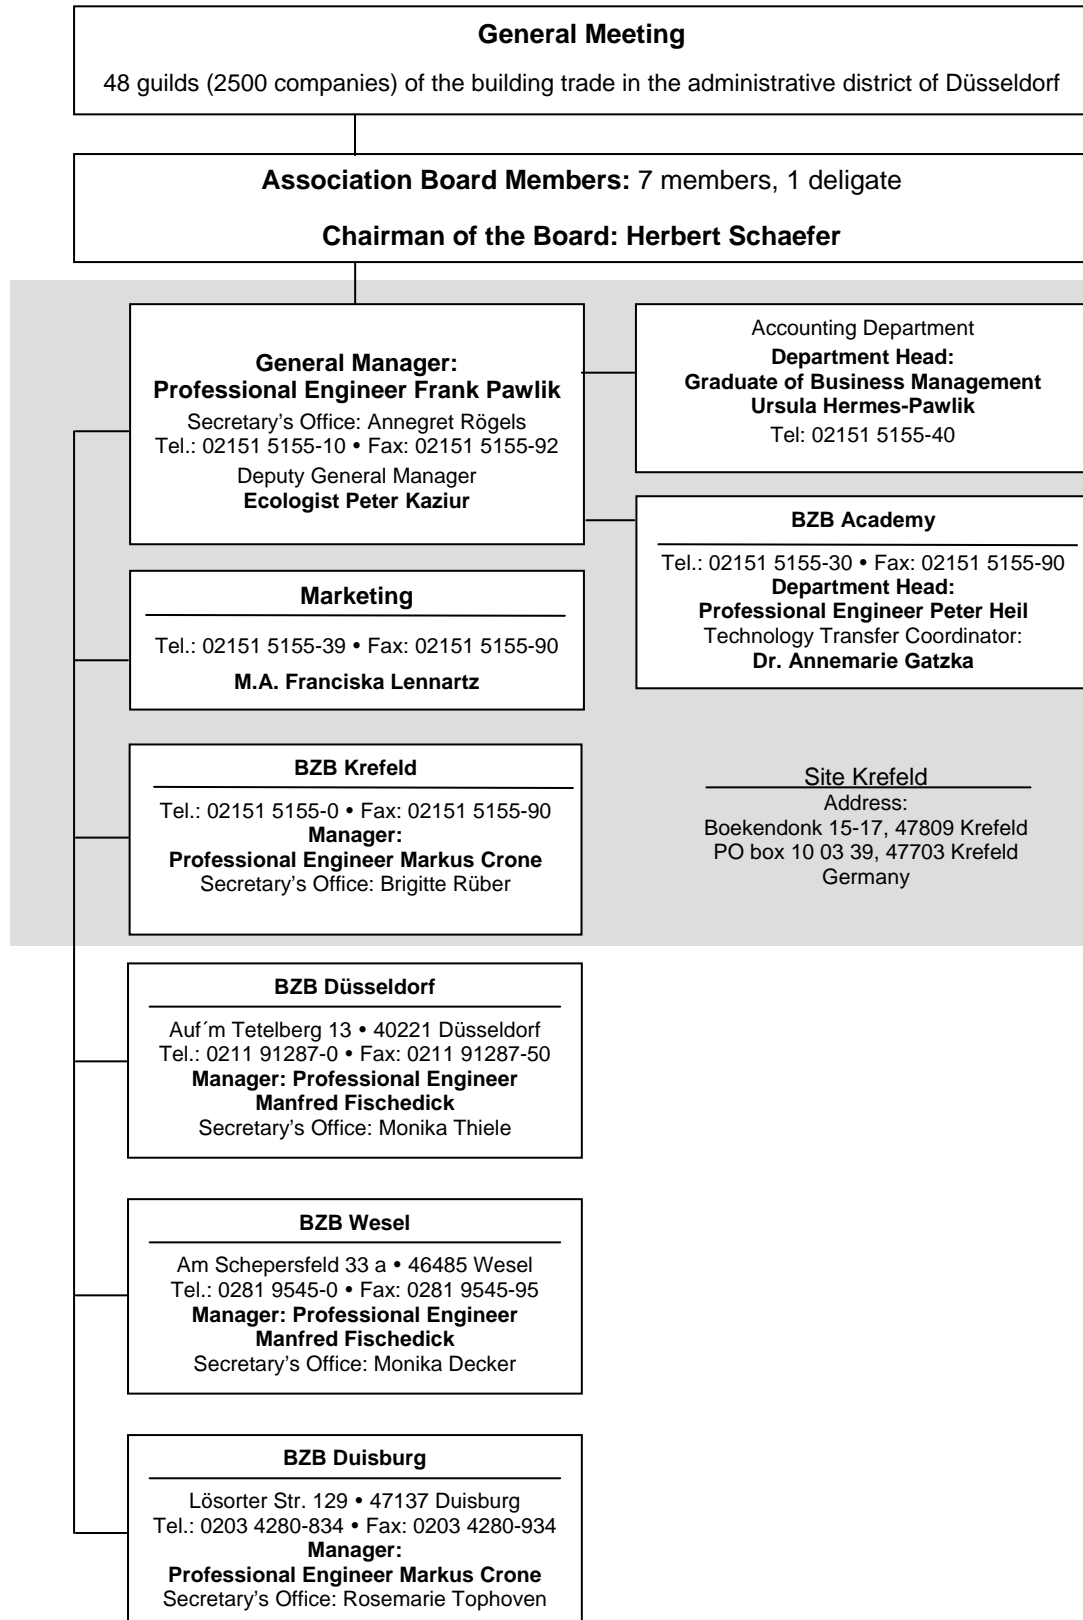 General Meeting
48 guilds (2500 companies) of the building trade in the administrative district of Düsseldorf
Association Board Members: 7 members, 1 deligate
Chairman of the Board: Herbert Schaefer
General Manager:
Professional Engineer Frank Pawlik
Secretary's Office: Annegret Rögels
Tel.: 02151 5155-10 • Fax: 02151 5155-92
Deputy General Manager
Ecologist Peter Kaziur
Accounting Department
Department Head:
Graduate of Business Management
Ursula Hermes-Pawlik
Tel: 02151 5155-40
BZB Academy
Tel.: 02151 5155-30 • Fax: 02151 5155-90
Department Head:
Professional Engineer Peter Heil
Technology Transfer Coordinator:
Dr. Annemarie Gatzka
Marketing
Tel.: 02151 5155-39 • Fax: 02151 5155-90
M.A. Franciska Lennartz
BZB Krefeld
Tel.: 02151 5155-0 • Fax: 02151 5155-90
Manager:
Professional Engineer Markus Crone
Secretary's Office: Brigitte Rüber
Site Krefeld
Address:
Boekendonk 15-17, 47809 Krefeld
PO box 10 03 39, 47703 Krefeld
Germany
BZB Düsseldorf
Auf´m Tetelberg 13 • 40221 Düsseldorf
Tel.: 0211 91287-0 • Fax: 0211 91287-50
Manager: Professional Engineer
Manfred Fischedick
Secretary's Office: Monika Thiele
BZB Wesel
Am Schepersfeld 33 a • 46485 Wesel
Tel.: 0281 9545-0 • Fax: 0281 9545-95
Manager: Professional Engineer
Manfred Fischedick
Secretary's Office: Monika Decker
BZB Duisburg
Lösorter Str. 129 • 47137 Duisburg
Tel.: 0203 4280-834 • Fax: 0203 4280-934
Manager:
Professional Engineer Markus Crone
Secretary's Office: Rosemarie Tophoven